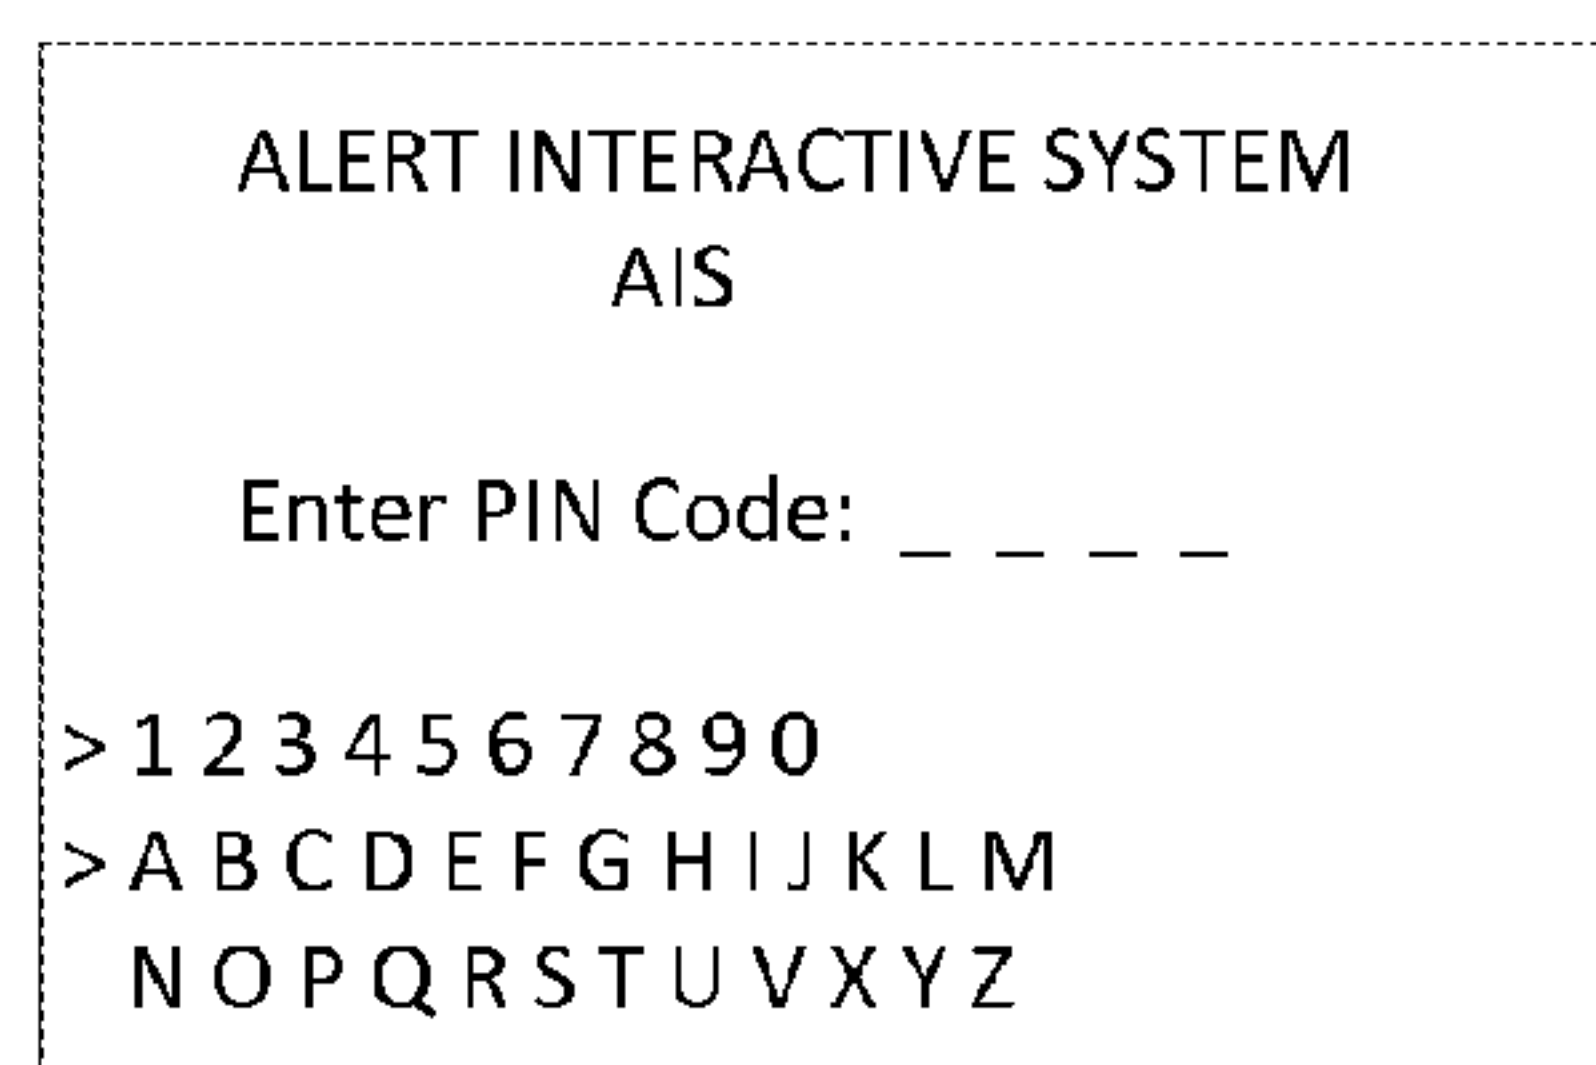 ALERT INTERACTIVE SYSTEM
AIS
Enter PIN Code: _ _ _ _
> 1 2 3 4 5 6 7 8 9 0
> A B C D E F G H I J K L M
N O P Q R S T U V X Y Z